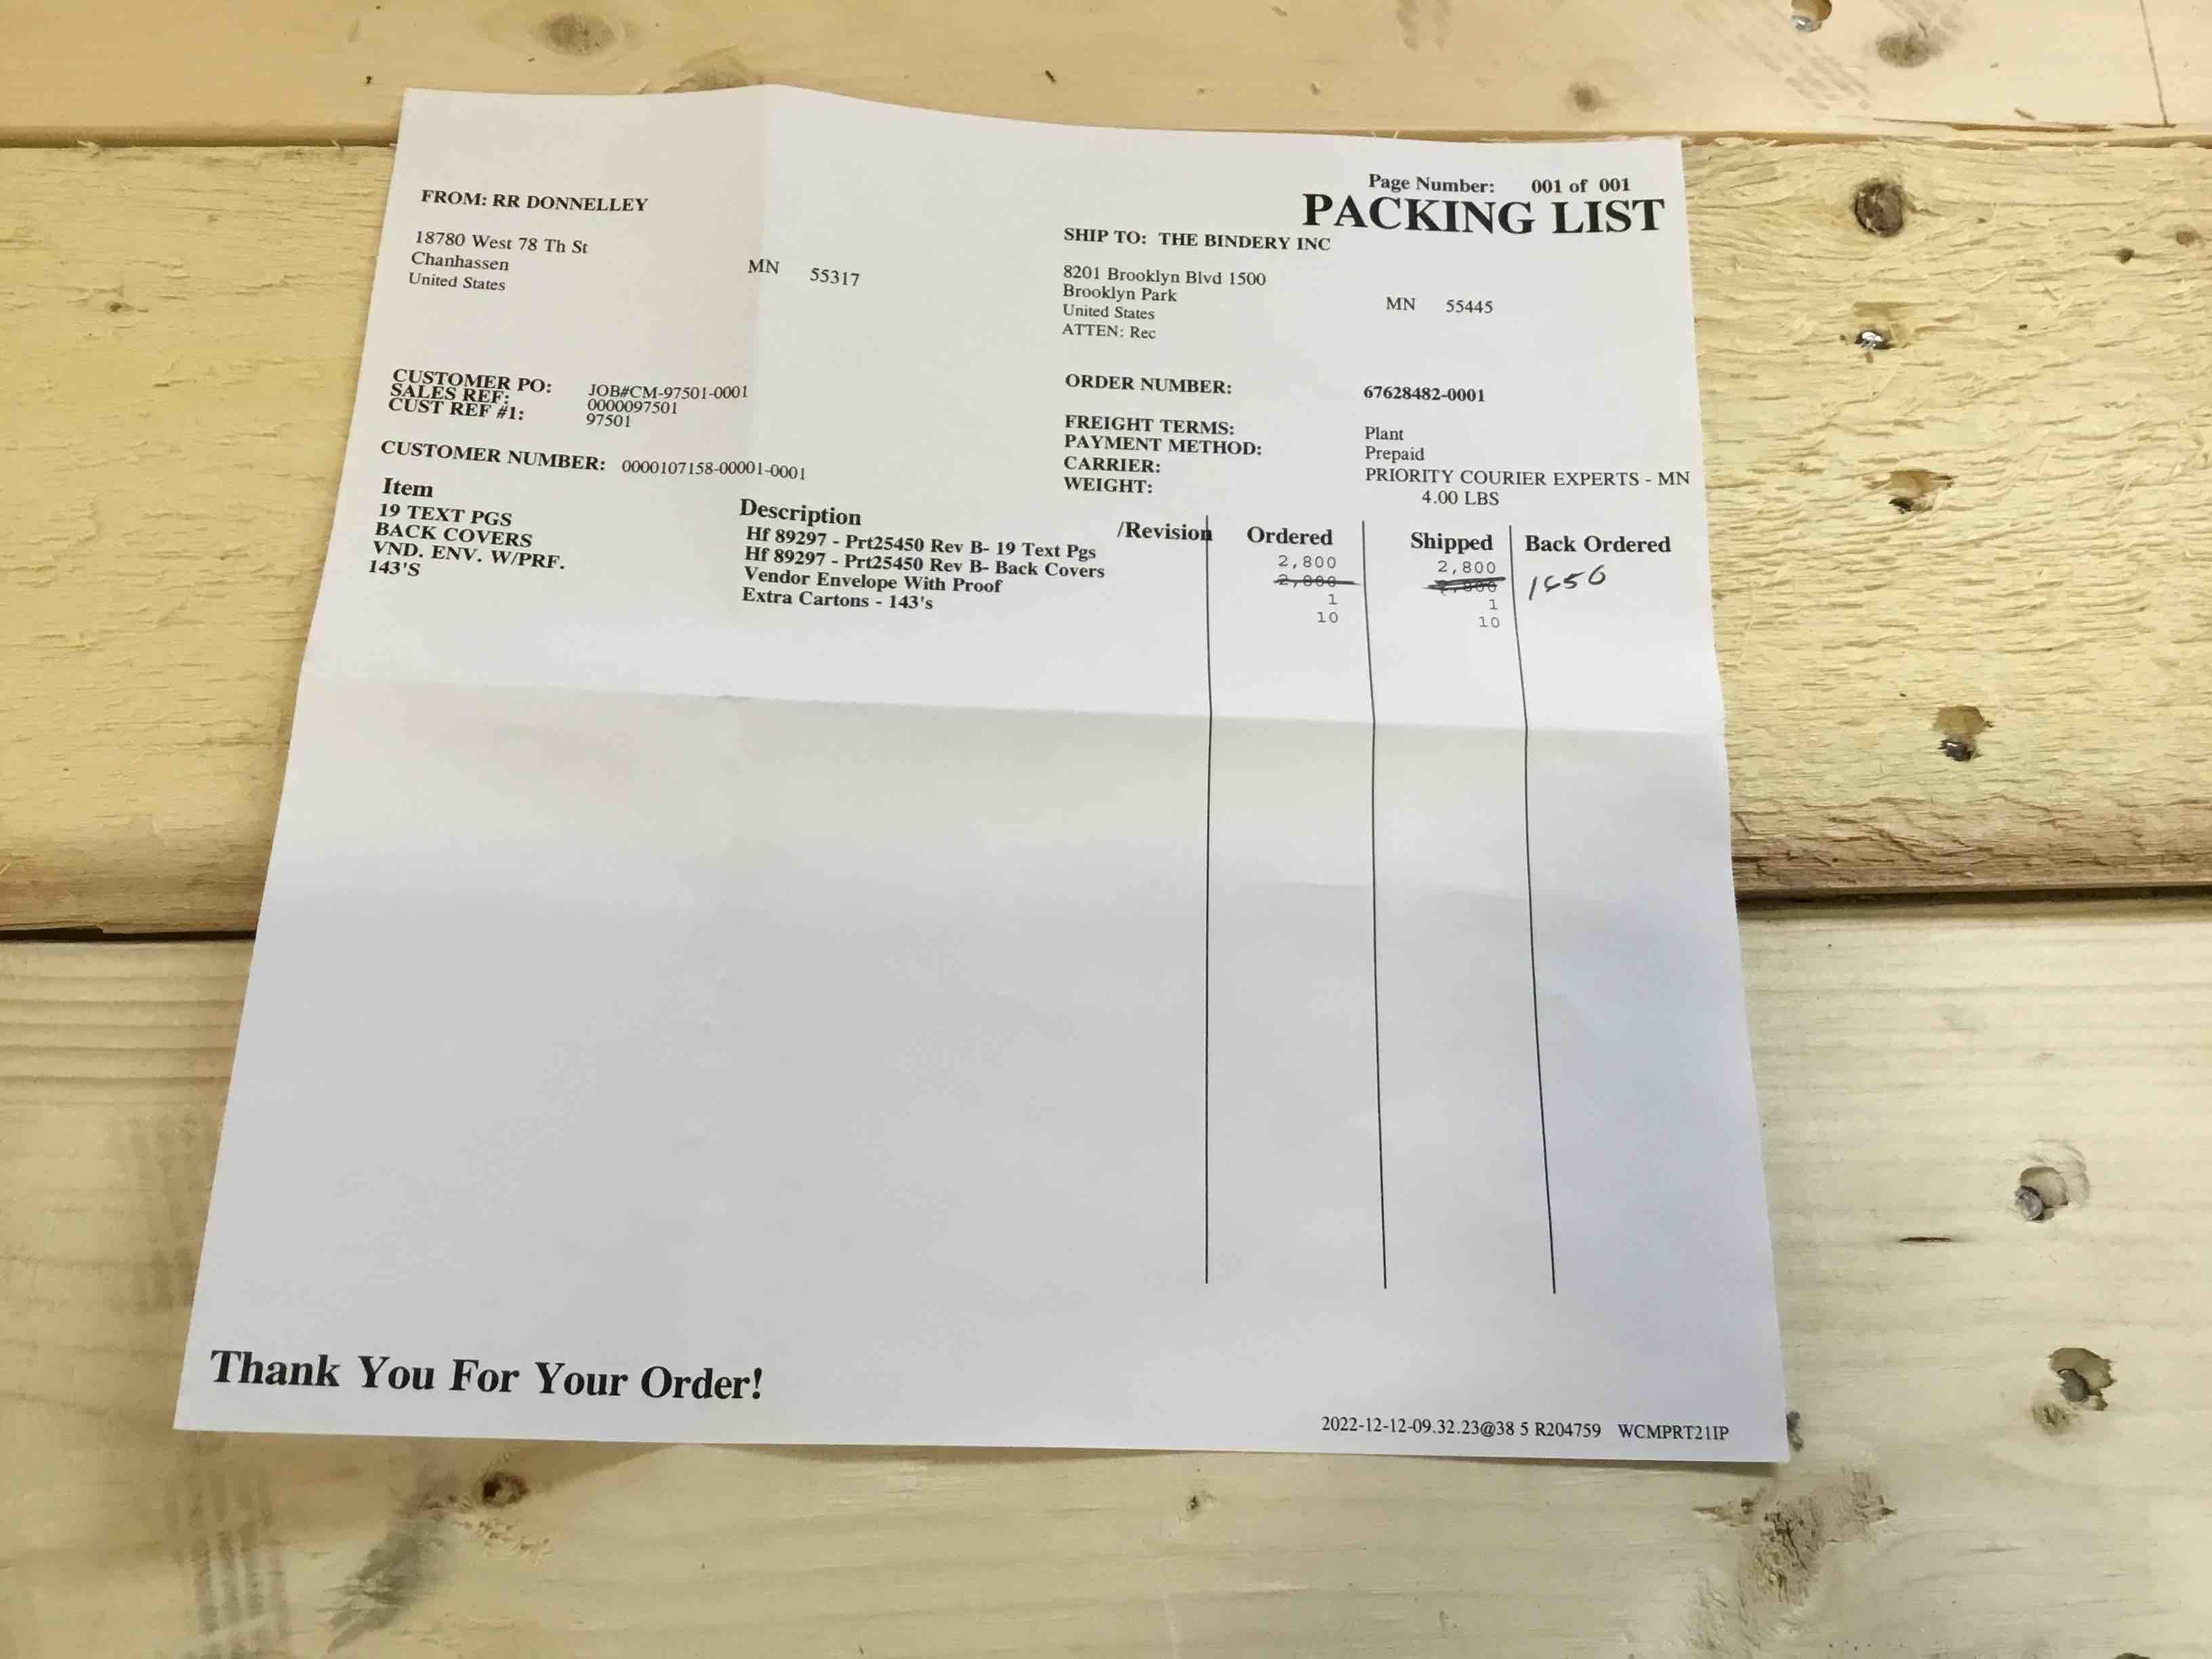 Page Number: 001 of 001
PACKING LIST
FROM: RR DONNELLEY
18780 West 78 Th St
Chanhassen MN 55317
United States
SHIP TO: THE BINDERY INC
8201 Brooklyn Blvd 1500
Brooklyn Park MN 55445
United States
ATTEN: Rec
CUSTOMER PO: JOB#CM-97501-0001
SALES REF: 0000097501
CUST REF #1: 97501
CUSTOMER NUMBER: 0000107158-00001-0001
ORDER NUMBER: 67628482-0001
FREIGHT TERMS: Plant
PAYMENT METHOD: Prepaid
CARRIER: PRIORITY COURIER EXPERTS - MN
WEIGHT: 4.00 LBS
Item Description /Revision Ordered Shipped Back Ordered
19 TEXT PGS Hf 89297 - Prt25450 Rev B- 19 Text Pgs 2,800 2,800
BACK COVERS Hf 89297 - Prt25450 Rev B- Back Covers 2,800 2,800
VND. ENV. W/PRF. Vendor Envelope With Proof 1 1
143'S Extra Cartons - 143's 10 10
Thank You For Your Order!
2022-12-12-09.32.23@38 5 R204759 WCMPRT21IP